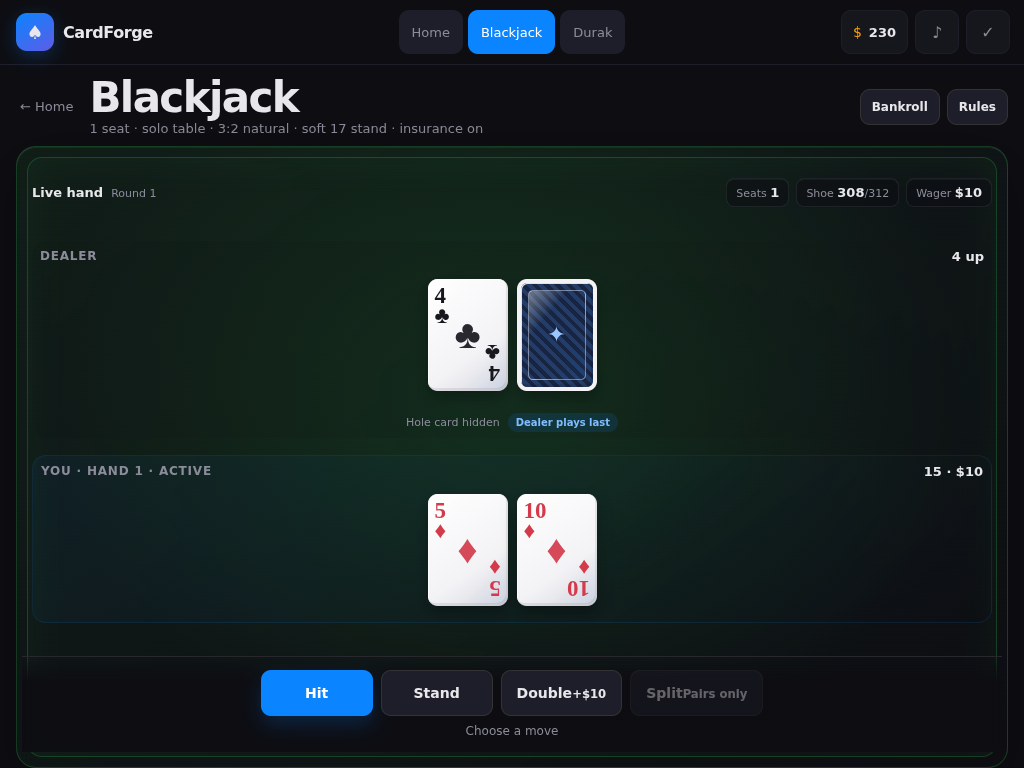 CardForge
Home
Blackjack
Durak
$ 230
← Home
Blackjack
1 seat · solo table · 3:2 natural · soft 17 stand · insurance on
Bankroll
Rules
Live hand Round 1
Seats 1
Shoe 308/312
Wager $10
DEALER
4 up
4
4
Hole card hidden
Dealer plays last
YOU · HAND 1 · ACTIVE
15 · $10
5
5
10
10
Hit
Stand
Double+$10
SplitPairs only
Choose a move